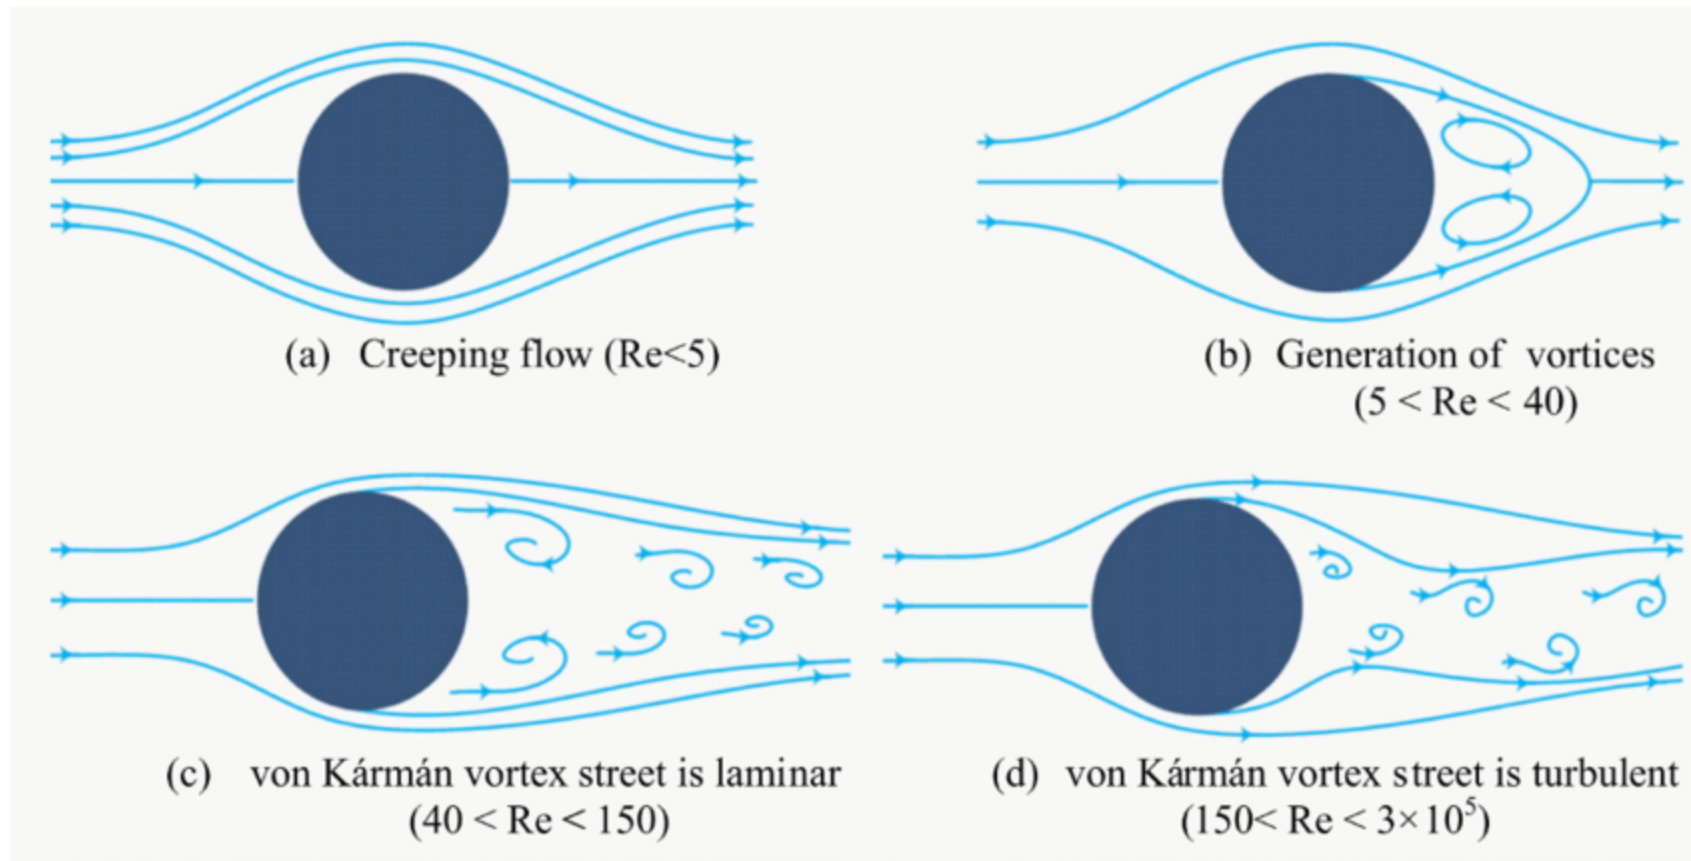 (a) Creeping flow (Re<5)
(b) Generation of vortices
(5 < Re < 40)
(c) von Kármán vortex street is laminar
(40 < Re < 150)
(d) von Kármán vortex street is turbulent
(150< Re < 3×10⁵)